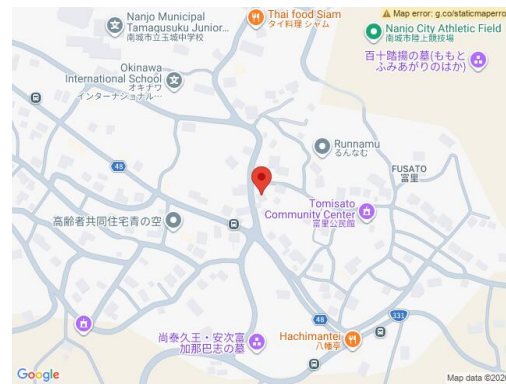 Nanjo Municipal
Tamagusuku Junior...
南城市立玉城中学校
Thai food Siam
タイ料理 シャム
Map error: g.co/staticmaperro
Nanjo City Athletic Field
南城市陸上競技場
百十踏揚の墓(ももと
ふみあがりのはか)
Okinawa
International School
オキナワ
インターナショナル...
Runnamu
るんなむ
48
FUSATO
富里
Tomisato
Community Center
富里公民館
高齢者共同住宅青の空
48
331
尚泰久王・安次富
加那巴志の墓
Hachimantei
八幡亭
Google
Map data ©2026